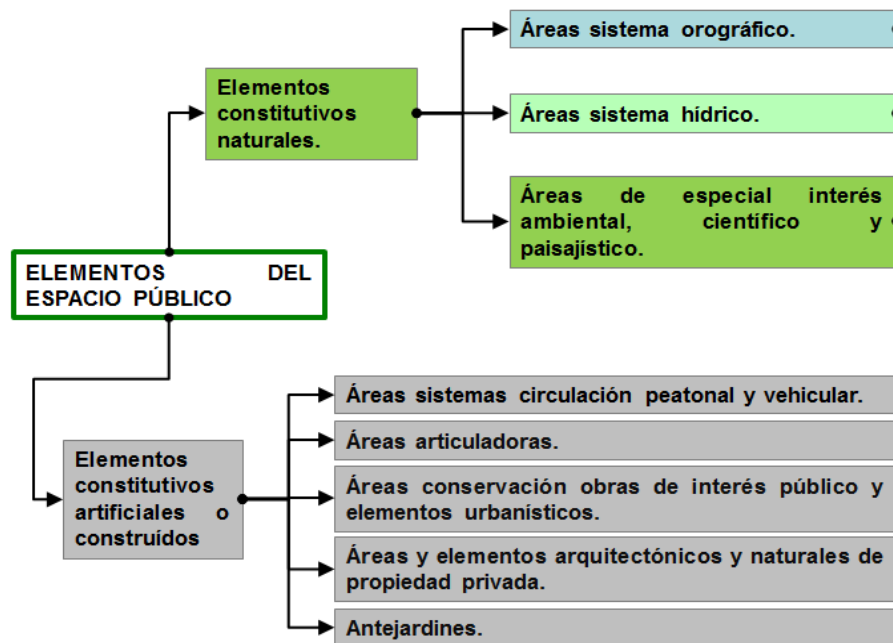 Áreas sistema orográfico.
Elementos
constitutivos
naturales.
Áreas sistema hídrico.
Áreas de especial interés
ambiental, científico y
paisajístico.
ELEMENTOS DEL
ESPACIO PÚBLICO
Áreas sistemas circulación peatonal y vehicular.
Áreas articuladoras.
Elementos
constitutivos
artificiales o
construídos
Áreas conservación obras de interés público y
elementos urbanísticos.
Áreas y elementos arquitectónicos y naturales de
propiedad privada.
Antejardines.